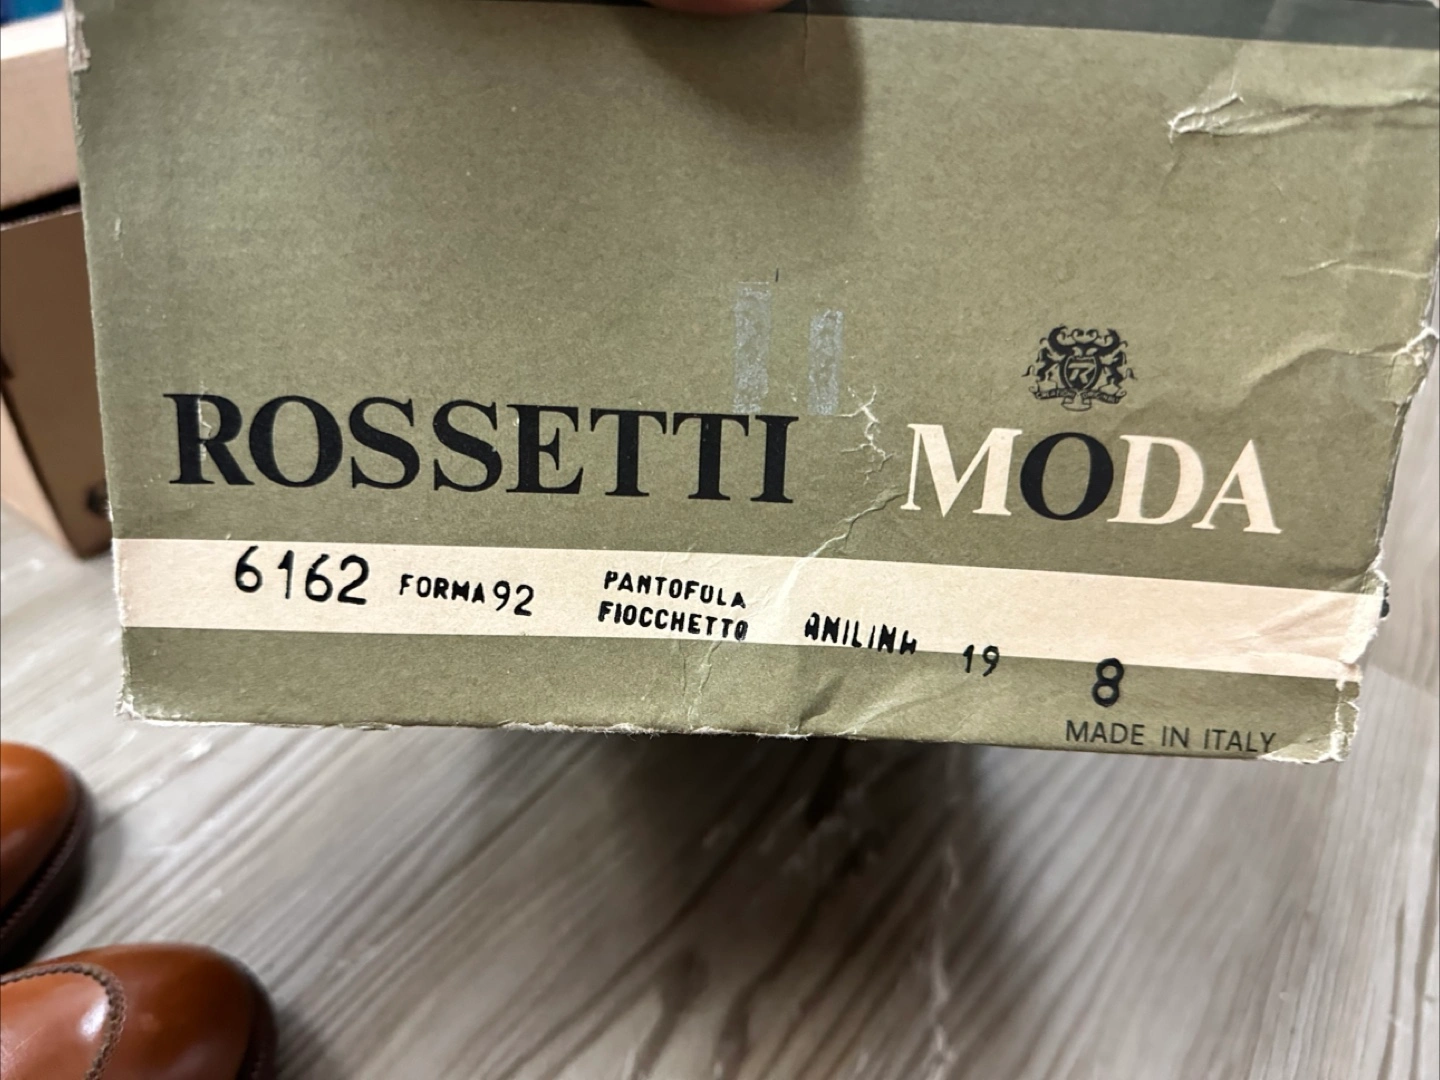 ROSSETTI MODA
6162 FORMA 92 PANTOFOLA FIOCCHETTO ANILINA 19 8
MADE IN ITALY